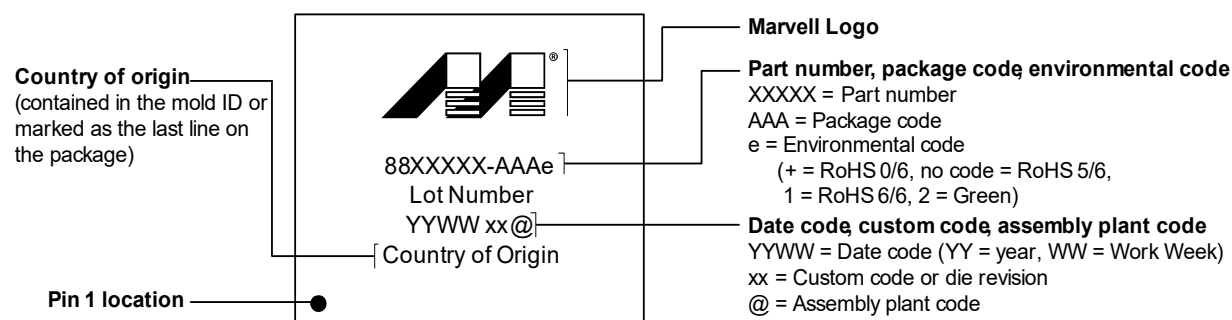 Marvell Logo
Country of origin
(contained in the mold ID or
marked as the last line on
the package)
®
Part number, package code, environmental code
XXXXX = Part number
AAA = Package code
e = Environmental code
(+ = RoHS 0/6, no code = RoHS 5/6,
1 = RoHS 6/6, 2 = Green)
88XXXXX-AAAe
Lot Number
YYWW xx@
Country of Origin
Date code, custom code, assembly plant code
YYWW = Date code (YY = year, WW = Work Week)
xx = Custom code or die revision
@ = Assembly plant code
Pin 1 location